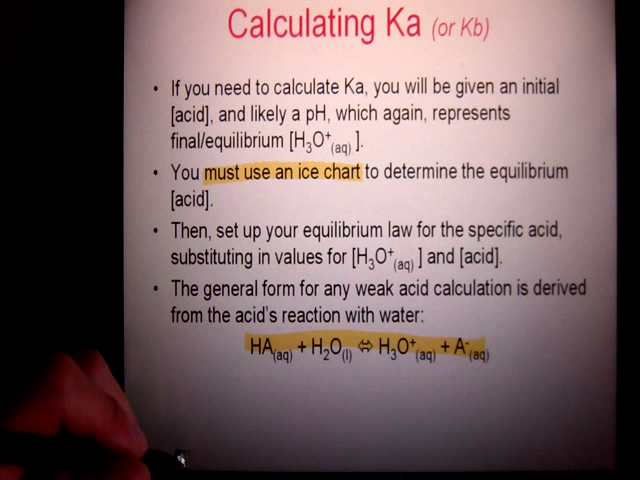 Calculating Ka (or Kb)
• If you need to calculate Ka, you will be given an initial
[acid], and likely a pH, which again, represents
final/equilibrium [H₃O⁺₍aq₎ ].
• You must use an ice chart to determine the equilibrium
[acid].
• Then, set up your equilibrium law for the specific acid,
substituting in values for [H₃O⁺₍aq₎ ] and [acid].
• The general form for any weak acid calculation is derived
from the acid's reaction with water:
HA(aq) + H₂O(l) ⇔ H₃O⁺(aq) + A⁻(aq)